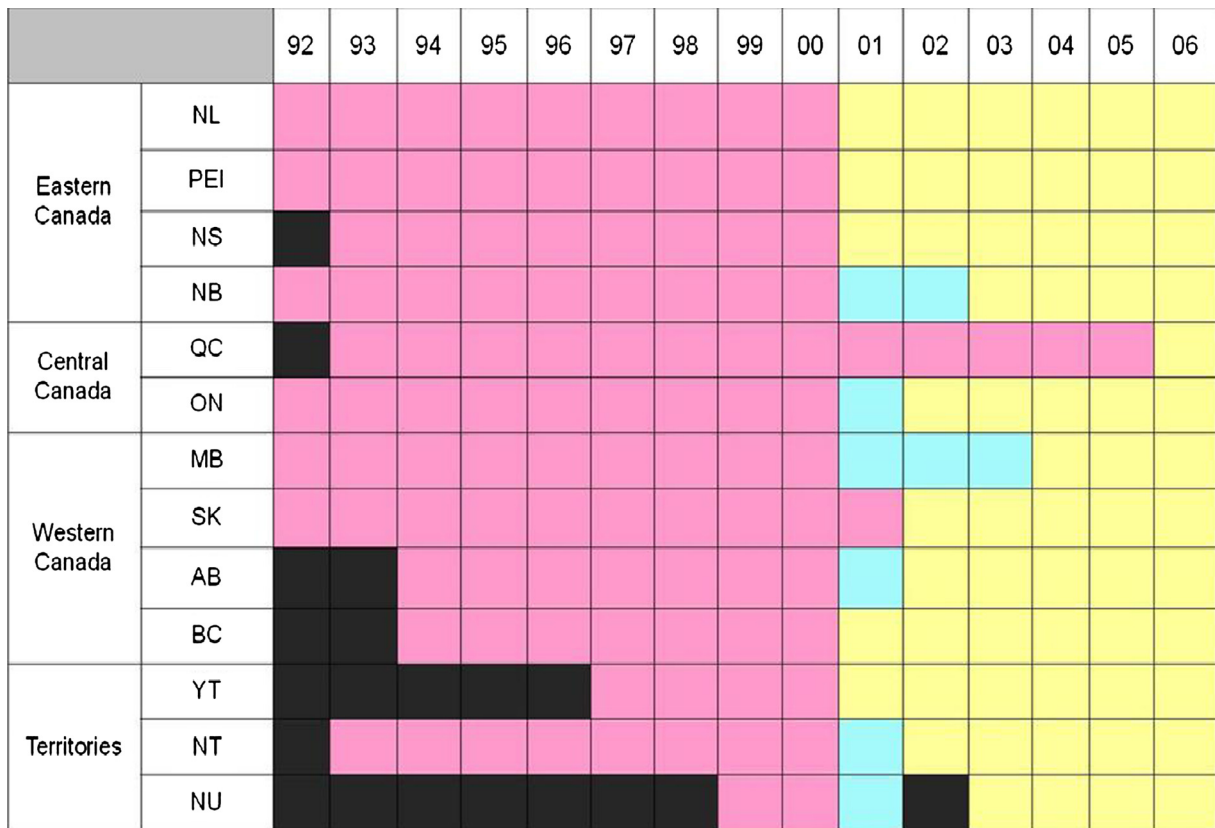 92 93 94 95 96 97 98 99 00 01 02 03 04 05 06
Eastern
Canada
NL
PEI
NS
NB
Central
Canada
QC
ON
Western
Canada
MB
SK
AB
BC
Territories
YT
NT
NU